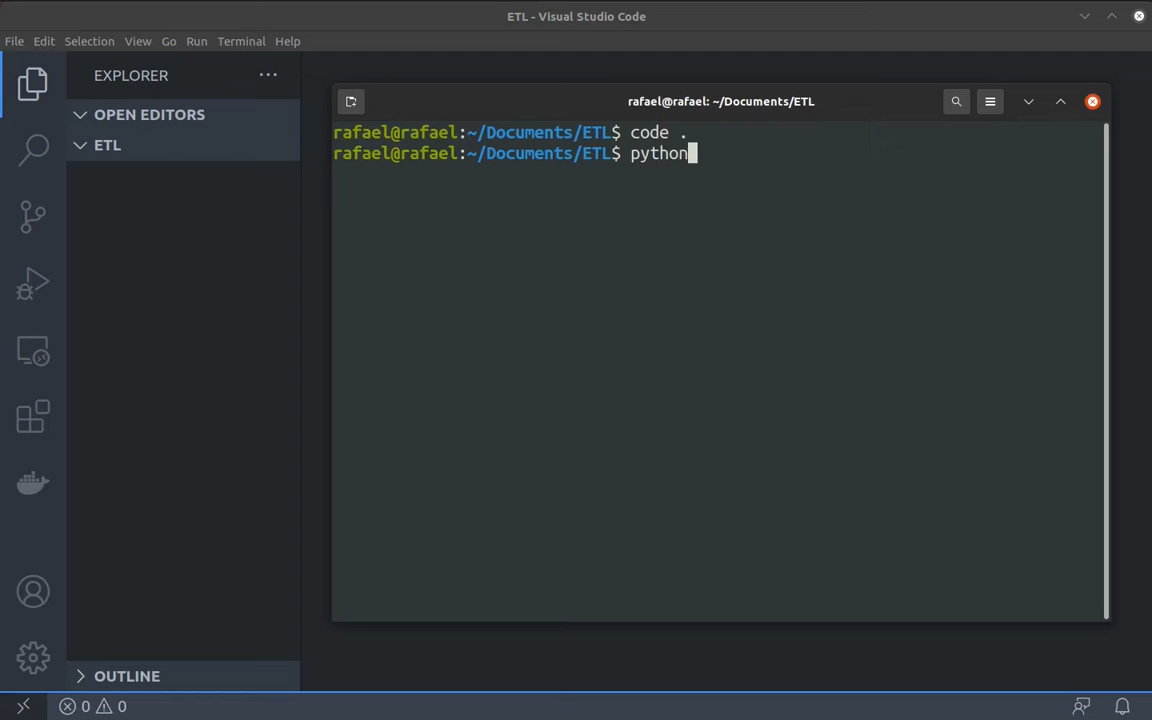 ETL - Visual Studio Code
File Edit Selection View Go Run Terminal Help
EXPLORER
OPEN EDITORS
ETL
OUTLINE
rafael@rafael: ~/Documents/ETL
rafael@rafael:~/Documents/ETL$ code .
rafael@rafael:~/Documents/ETL$ python
0 0